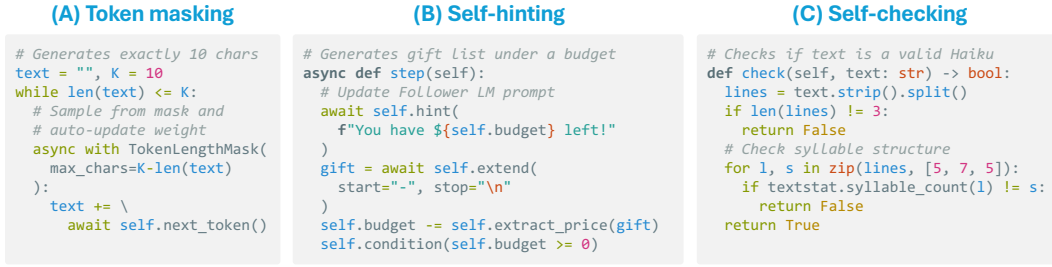 (A) Token masking
# Generates exactly 10 chars
text = "", K = 10
while len(text) <= K:
  # Sample from mask and
  # auto-update weight
  async with TokenLengthMask(
    max_chars=K-len(text)
  ):
    text += \
      await self.next_token()
(B) Self-hinting
# Generates gift list under a budget
async def step(self):
  # Update Follower LM prompt
  await self.hint(
    f"You have ${self.budget} left!"
  )
  gift = await self.extend(
    start="-", stop="\n"
  )
  self.budget -= self.extract_price(gift)
  self.condition(self.budget >= 0)
(C) Self-checking
# Checks if text is a valid Haiku
def check(self, text: str) -> bool:
  lines = text.strip().split()
  if len(lines) != 3:
    return False
  # Check syllable structure
  for l, s in zip(lines, [5, 7, 5]):
    if textstat.syllable_count(l) != s:
      return False
  return True